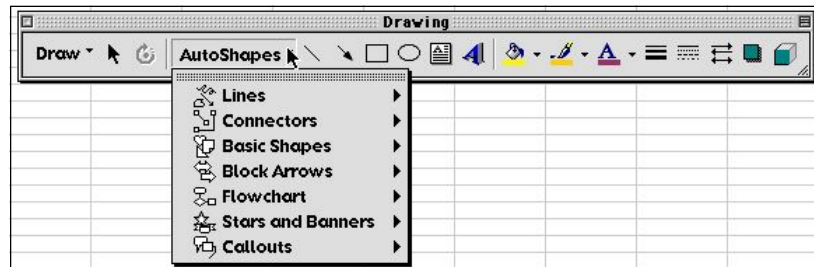 Drawing
Draw AutoShapes
Lines
Connectors
Basic Shapes
Block Arrows
Flowchart
Stars and Banners
Callouts